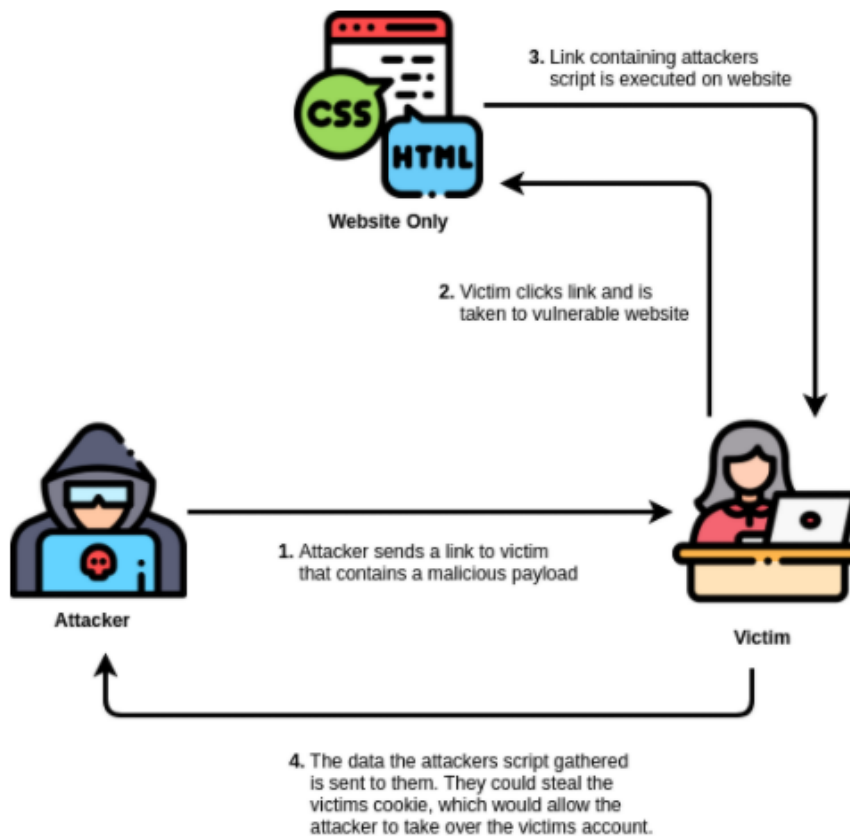 CSS
HTML
Website Only
3. Link containing attackers
script is executed on website
2. Victim clicks link and is
taken to vulnerable website
Attacker
1. Attacker sends a link to victim
that contains a malicious payload
Victim
4. The data the attackers script gathered
is sent to them. They could steal the
victims cookie, which would allow the
attacker to take over the victims account.